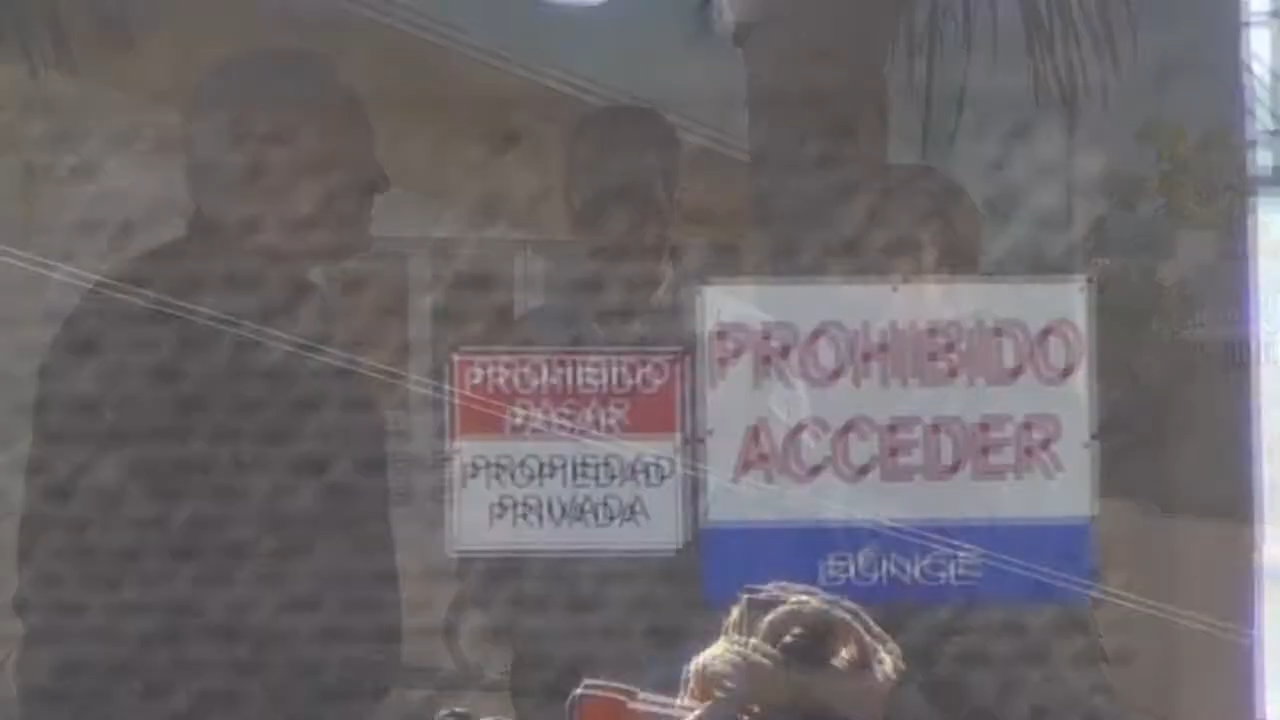 PROHIBIDO
PASAR
PROPIEDAD
PRIVADA
PROHIBIDO
ACCEDER
BUNGE